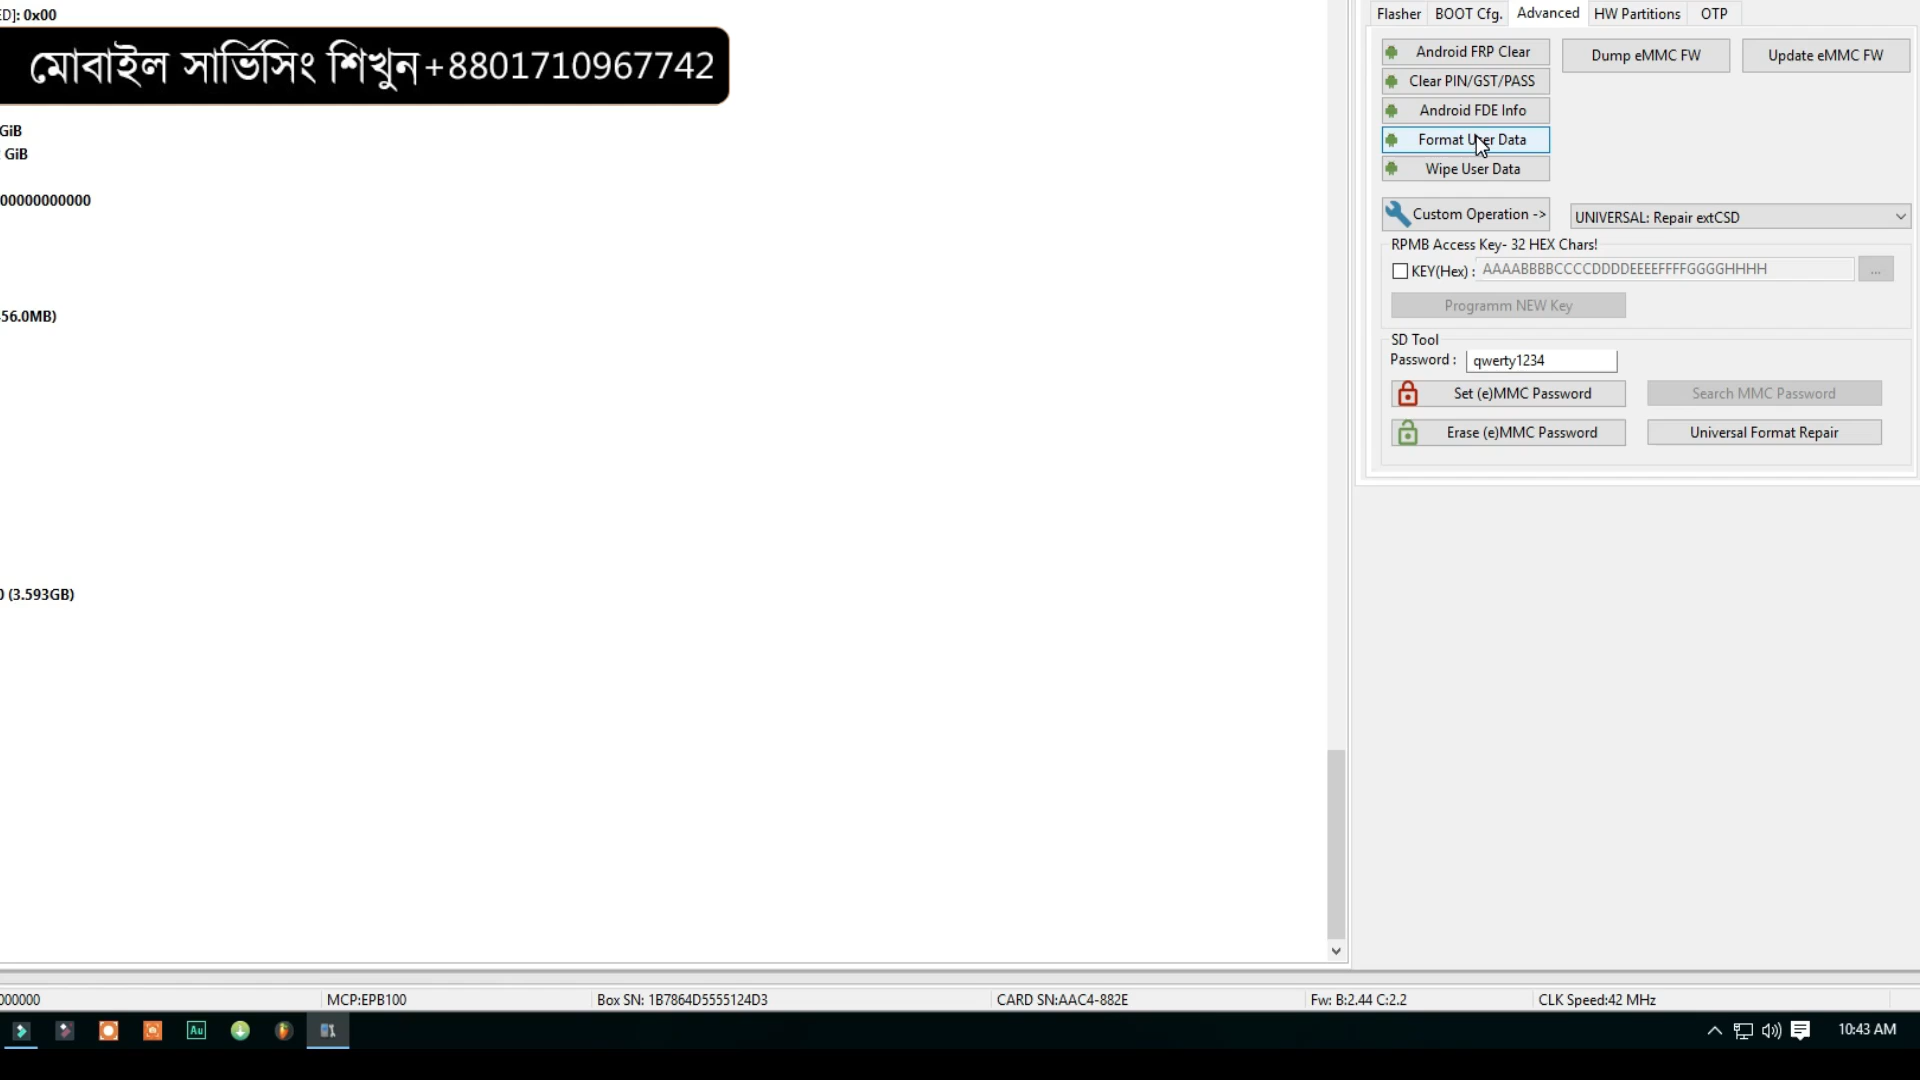 ED]: 0x00
মোবাইল সার্ভিসিং শিখুন+8801710967742
GiB
GiB
00000000000
56.0MB)
0 (3.593GB)
Flasher BOOT Cfg. Advanced HW Partitions OTP
Android FRP Clear
Dump eMMC FW
Update eMMC FW
Clear PIN/GST/PASS
Android FDE Info
Format User Data
Wipe User Data
Custom Operation ->
UNIVERSAL: Repair extCSD
RPMB Access Key- 32 HEX Chars!
KEY(Hex) : AAAABBBBCCCCDDDDEEEEFFFFGGGGHHHH ...
Programm NEW Key
SD Tool
Password : qwerty1234
Set (e)MMC Password
Search MMC Password
Erase (e)MMC Password
Universal Format Repair
000000 MCP:EPB100 Box SN: 1B7864D5555124D3 CARD SN:AAC4-882E Fw: B:2.44 C:2.2 CLK Speed:42 MHz
Au
10:43 AM